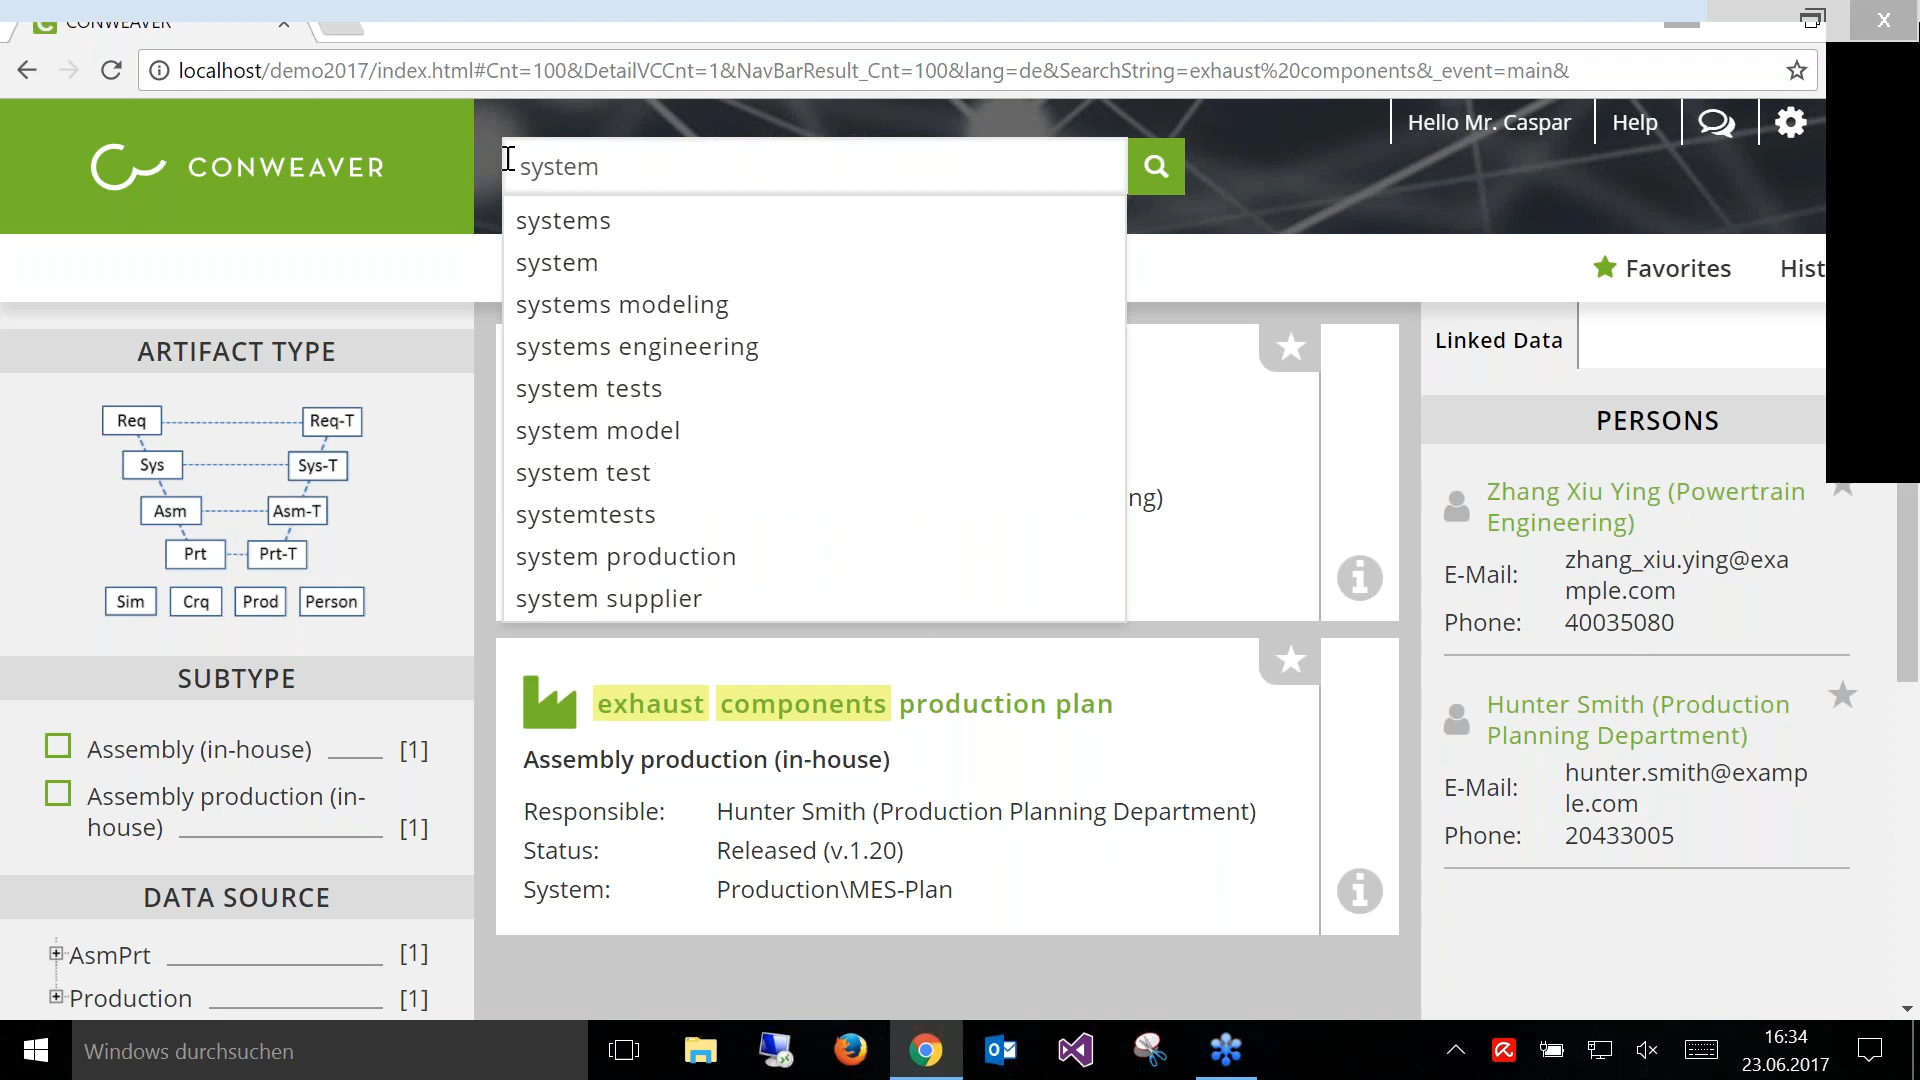 CONWEAVER
localhost/demo2017/index.html#Cnt=100&DetailVCCnt=1&NavBarResult_Cnt=100&lang=de&SearchString=exhaust%20components&_event=main&
Hello Mr. Caspar
Help
CONWEAVER
system
systems
system
systems modeling
systems engineering
system tests
system model
system test
systemtests
system production
system supplier
Favorites
Hist
ARTIFACT TYPE
Req
Req-T
Sys
Sys-T
Asm
Asm-T
Prt
Prt-T
Sim
Crq
Prod
Person
SUBTYPE
Assembly (in-house) [1]
Assembly production (in-
house) [1]
DATA SOURCE
AsmPrt [1]
Production [1]
ng)
exhaust components production plan
Assembly production (in-house)
Responsible: Hunter Smith (Production Planning Department)
Status: Released (v.1.20)
System: Production\MES-Plan
Linked Data
PERSONS
Zhang Xiu Ying (Powertrain
Engineering)
E-Mail: zhang_xiu.ying@exa
mple.com
Phone: 40035080
Hunter Smith (Production
Planning Department)
E-Mail: hunter.smith@examp
le.com
Phone: 20433005
Windows durchsuchen
16:34
23.06.2017